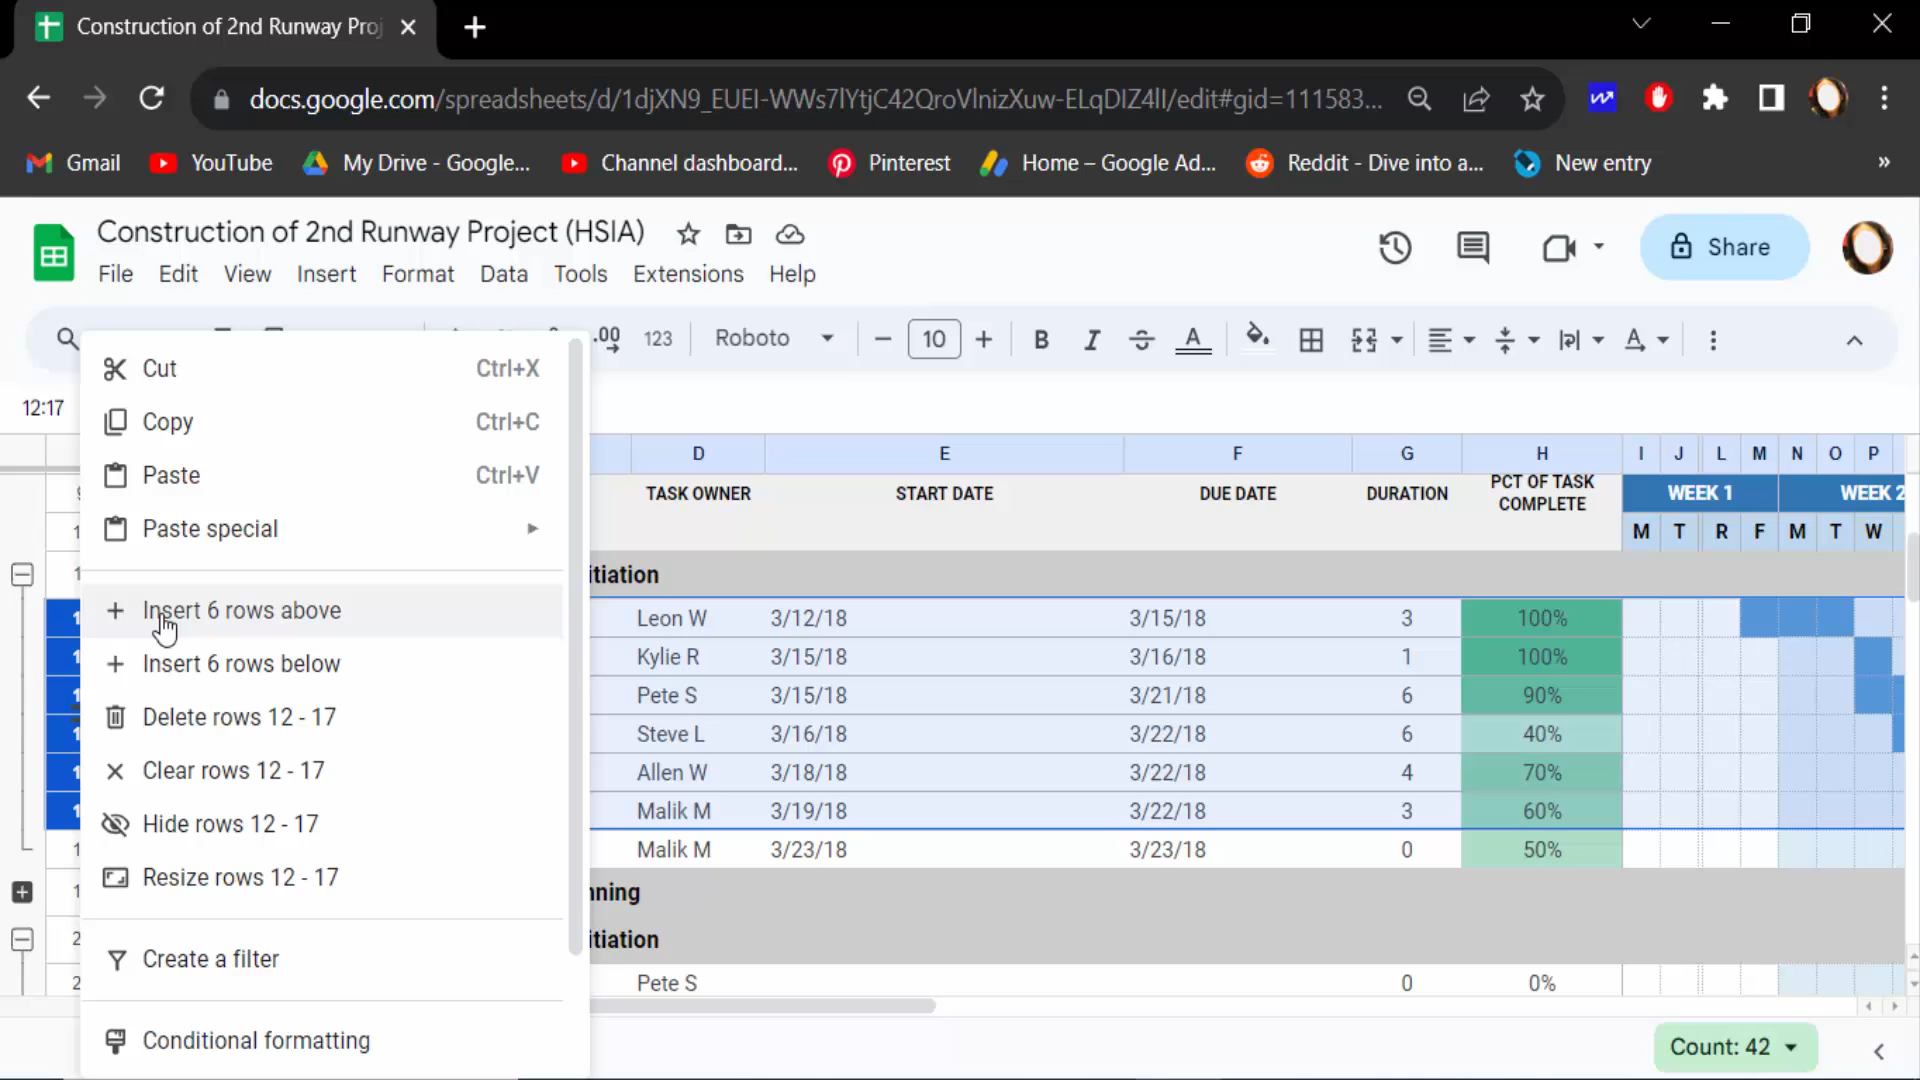 Construction of 2nd Runway Proj
docs.google.com/spreadsheets/d/1djXN9_EUEI-WWs7lYtjC42QroVlnizXuw-ELqDIZ4lI/edit#gid=111583...
Gmail YouTube My Drive - Google... Channel dashboard... Pinterest Home – Google Ad... Reddit - Dive into a... New entry »
Construction of 2nd Runway Project (HSIA)
Share
File Edit View Insert Format Data Tools Extensions Help
.00 123 Roboto 10 B I S A A
12:17
Cut Ctrl+X
Copy Ctrl+C
Paste Ctrl+V
Paste special
Insert 6 rows above
Insert 6 rows below
Delete rows 12 - 17
Clear rows 12 - 17
Hide rows 12 - 17
Resize rows 12 - 17
Create a filter
Conditional formatting
D E F G H I J L M N O P
TASK OWNER START DATE DUE DATE DURATION PCT OF TASK COMPLETE WEEK 1 WEEK 2
M T R F M T W
itiation
Leon W 3/12/18 3/15/18 3 100%
Kylie R 3/15/18 3/16/18 1 100%
Pete S 3/15/18 3/21/18 6 90%
Steve L 3/16/18 3/22/18 6 40%
Allen W 3/18/18 3/22/18 4 70%
Malik M 3/19/18 3/22/18 3 60%
Malik M 3/23/18 3/23/18 0 50%
nning
itiation
Pete S 0 0%
Count: 42